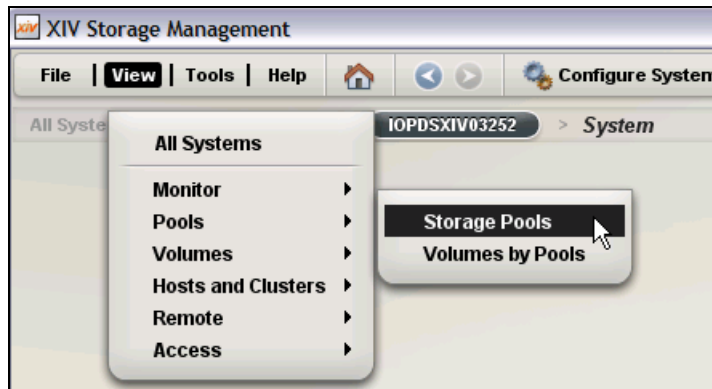 XIV XIV Storage Management
File | View | Tools | Help Configure System
All Syste IOPDSXIV03252 > System
All Systems
Monitor
Pools
Storage Pools
Volumes
Volumes by Pools
Hosts and Clusters
Remote
Access